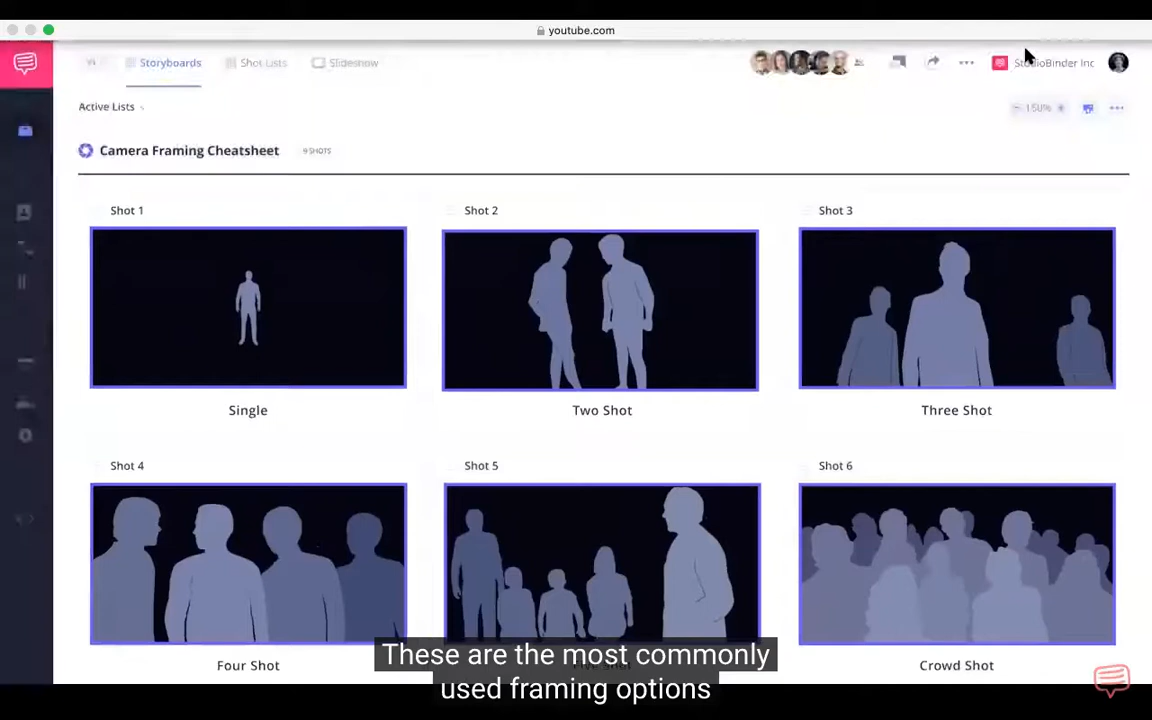 youtube.com
Storyboards
Shot Lists
Slideshow
StudioBinder Inc
Active Lists
150%
Camera Framing Cheatsheet
9 SHOTS
Shot 1
Shot 2
Shot 3
Single
Two Shot
Three Shot
Shot 4
Shot 5
Shot 6
Four Shot
Crowd Shot
These are the most commonly
used framing options